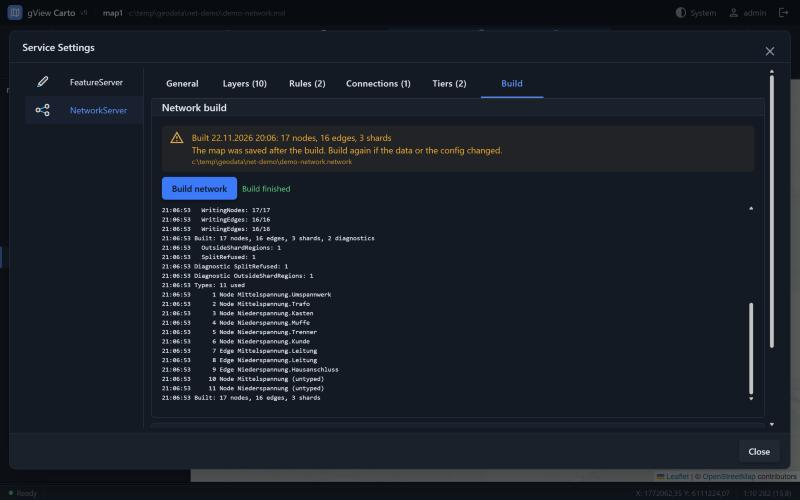 gView Carto v9 map1 c:\temp\geodata\net-demo\demo-network.mxl System admin
Service Settings
FeatureServer
NetworkServer
General Layers (10) Rules (2) Connections (1) Tiers (2) Build
Network build
Built 22.11.2026 20:06: 17 nodes, 16 edges, 3 shards
The map was saved after the build. Build again if the data or the config changed.
c:\temp\geodata\net-demo\demo-network.network
Build network Build finished
21:06:53 WritingNodes: 17/17
21:06:53 WritingEdges: 16/16
21:06:53 WritingEdges: 16/16
21:06:53 Built: 17 nodes, 16 edges, 3 shards, 2 diagnostics
21:06:53 OutsideShardRegions: 1
21:06:53 SplitRefused: 1
21:06:53 Diagnostic SplitRefused: 1
21:06:53 Diagnostic OutsideShardRegions: 1
21:06:53 Types: 11 used
21:06:53 1 Node Mittelspannung.Umspannwerk
21:06:53 2 Node Mittelspannung.Trafo
21:06:53 3 Node Niederspannung.Kasten
21:06:53 4 Node Niederspannung.Muffe
21:06:53 5 Node Niederspannung.Trenner
21:06:53 6 Node Niederspannung.Kunde
21:06:53 7 Edge Mittelspannung.Leitung
21:06:53 8 Edge Niederspannung.Leitung
21:06:53 9 Edge Niederspannung.Hausanschluss
21:06:53 10 Node Mittelspannung (untyped)
21:06:53 11 Node Niederspannung (untyped)
21:06:53 Built: 17 nodes, 16 edges, 3 shards
Close
Leaflet | © OpenStreetMap contributors
Ready X: 1772062,35 Y: 6111224,07 1:10 282 (15.8)